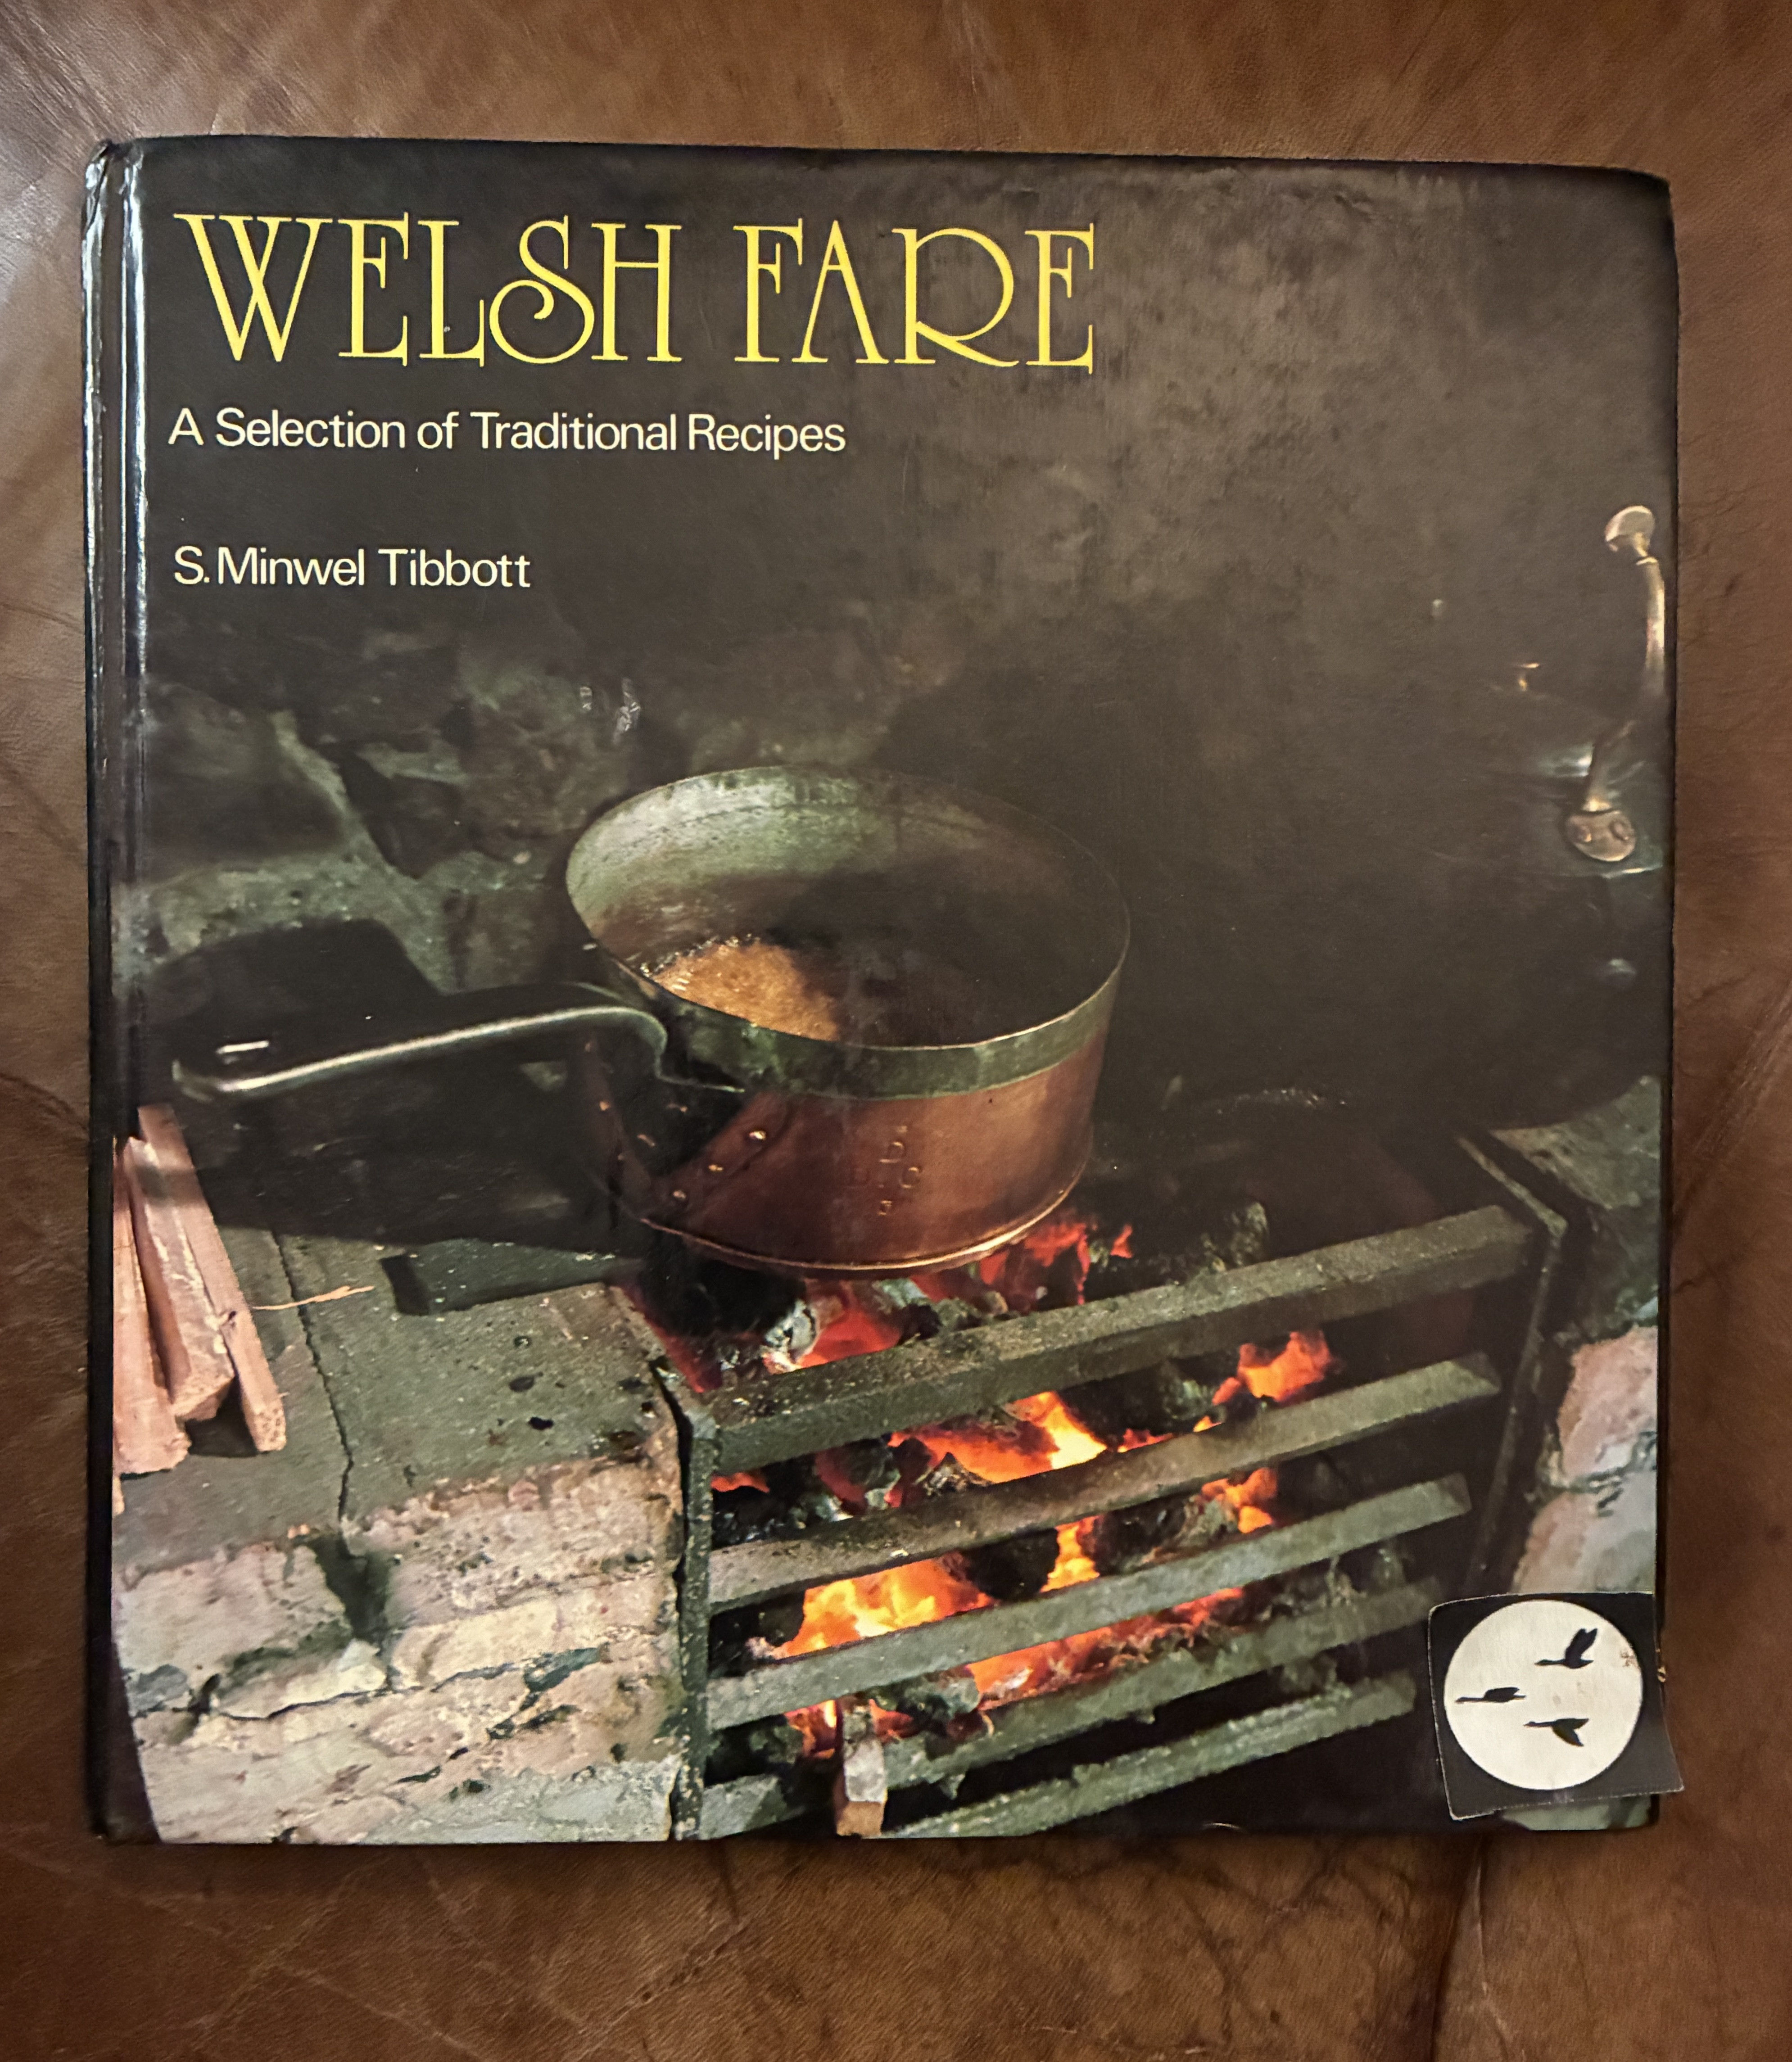 WELSH FARE
A Selection of Traditional Recipes
S. Minwel Tibbott